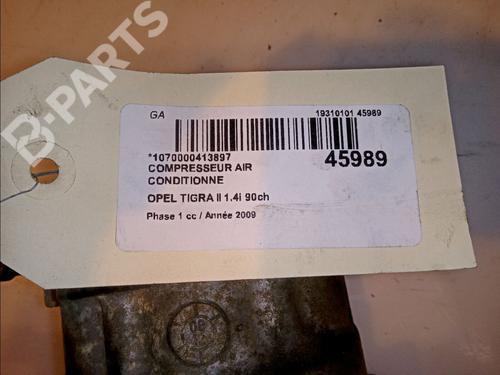 B-PARTS
GA 19310101 45989
*1070000413897 45989
COMPRESSEUR AIR
CONDITIONNE
OPEL TIGRA II 1.4i 90ch
Phase 1 cc / Année 2009